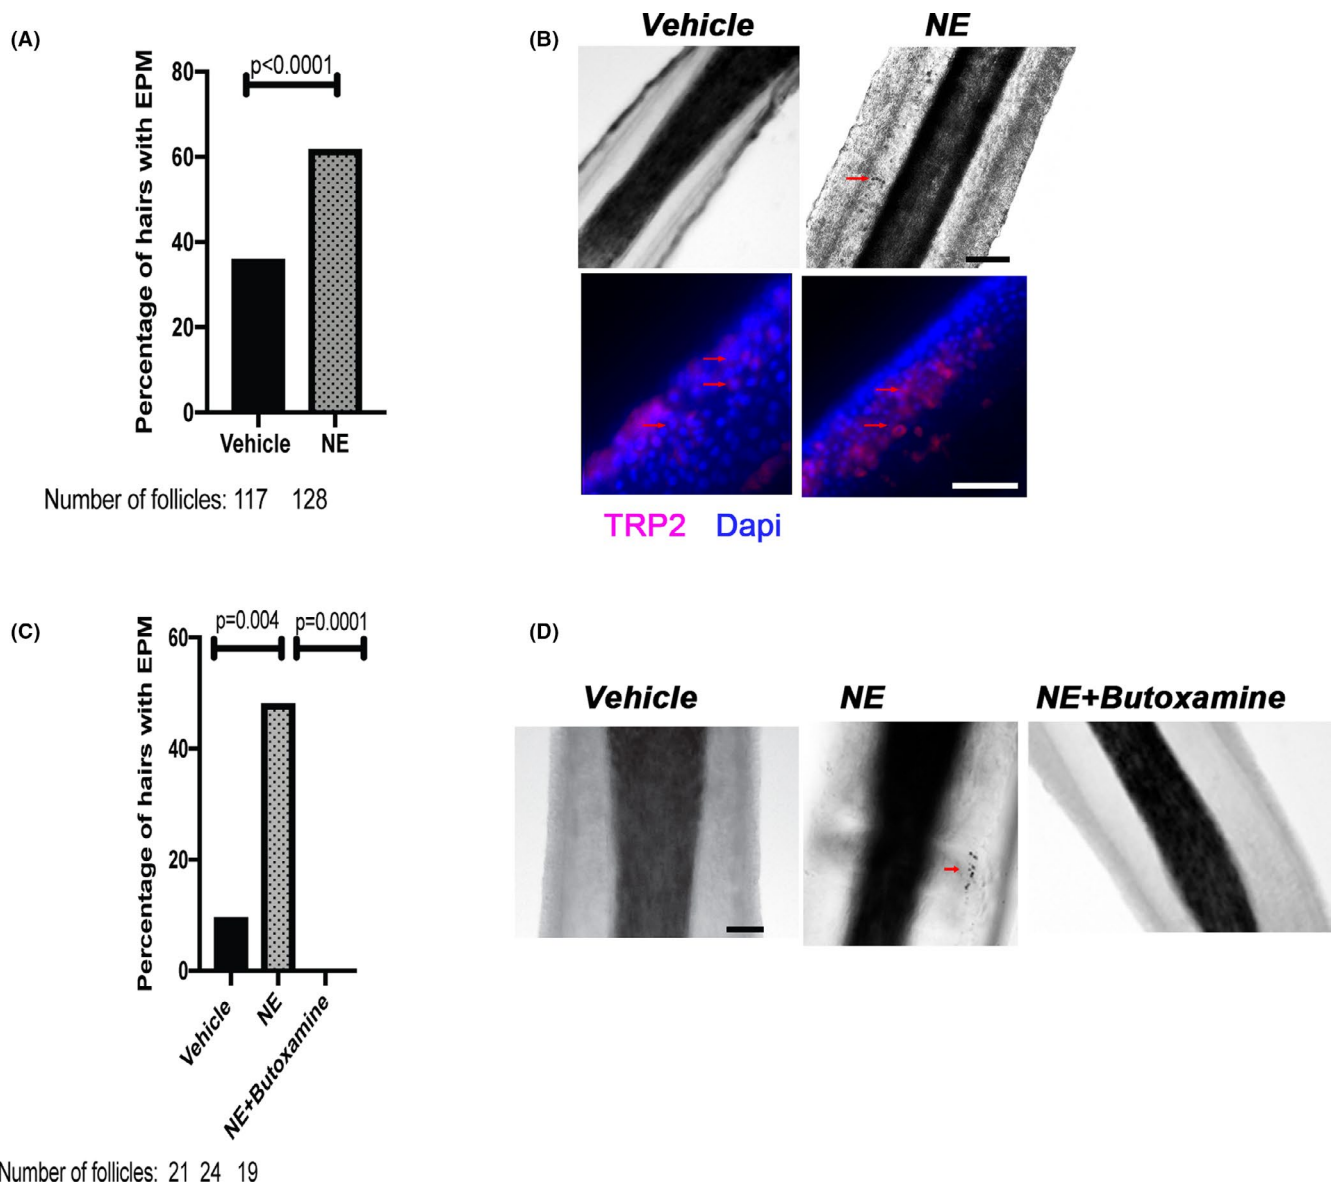 (A)
Percentage of hairs with EPM
80
60
40
20
0
p<0.0001
Vehicle NE
Number of follicles: 117 128
(B)
Vehicle NE
TRP2 Dapi
(C)
Percentage of hairs with EPM
60
40
20
0
p=0.004 p=0.0001
Vehicle
NE
NE+Butoxamine
Number of follicles: 21 24 19
(D)
Vehicle NE NE+Butoxamine